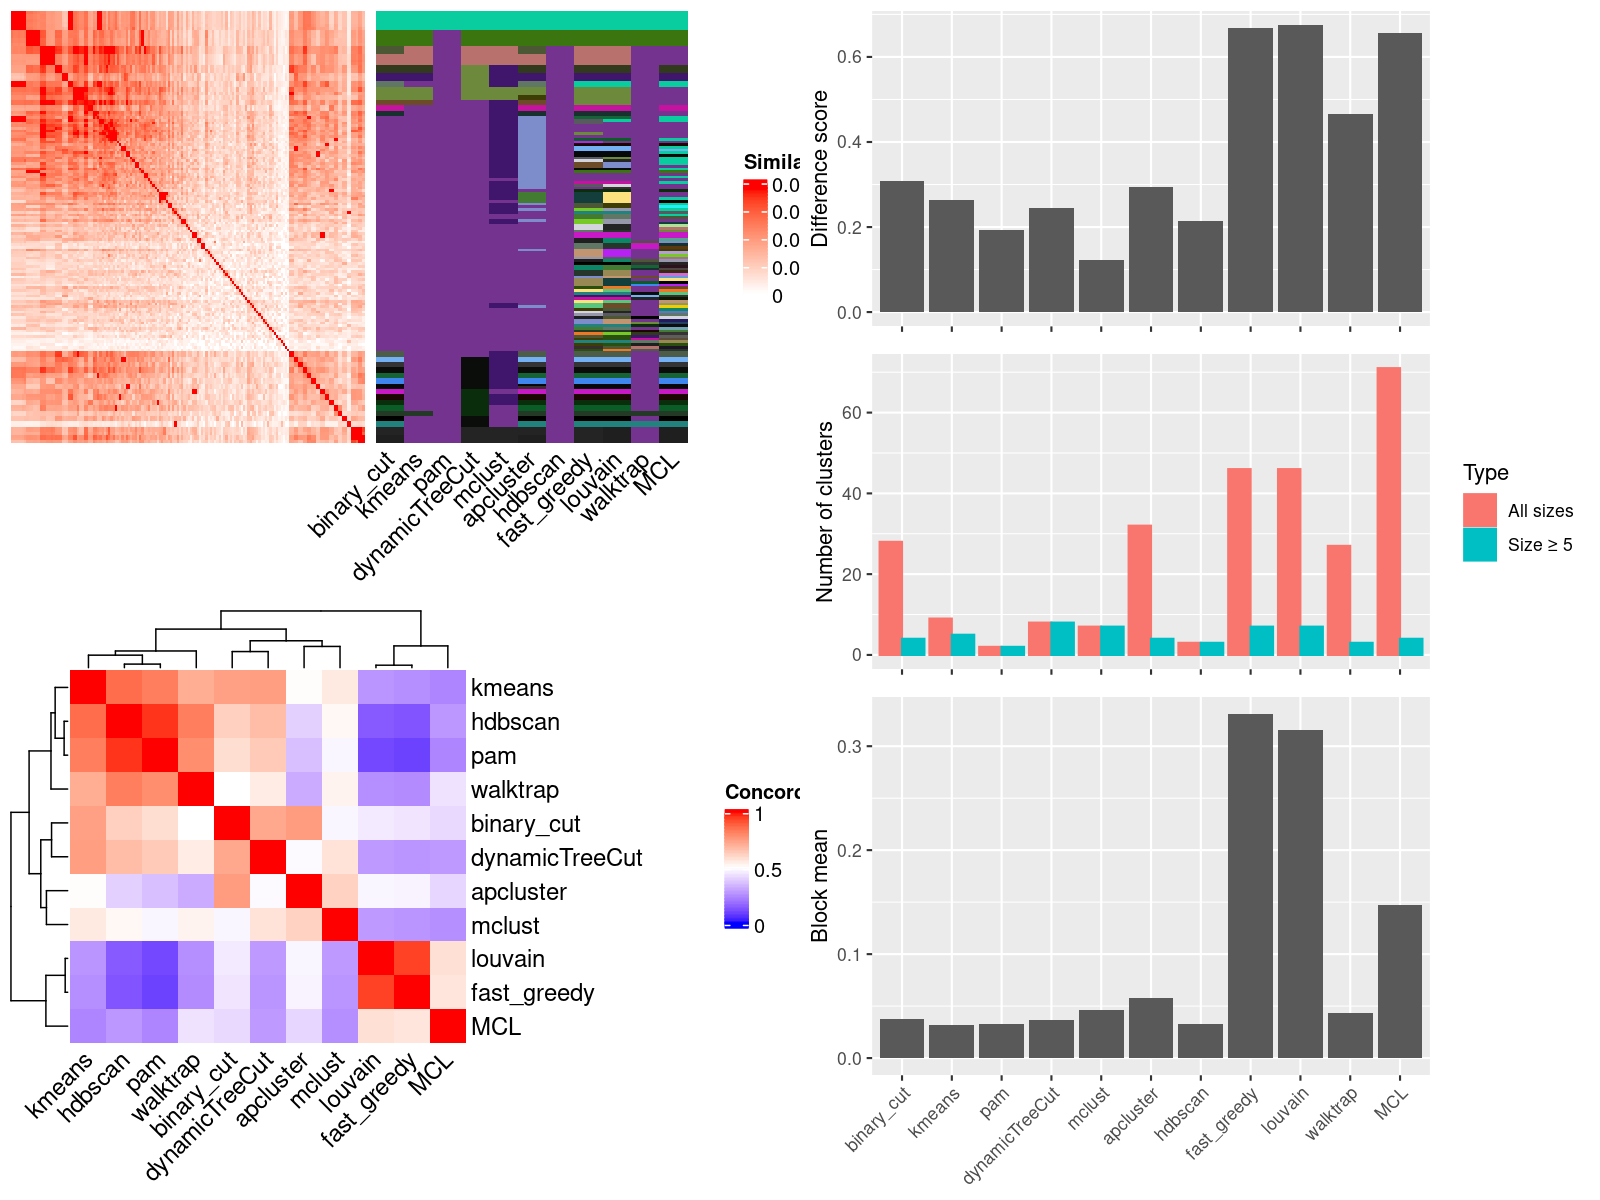 Simila
0.0
0.0
0.0
0.0
0
binary_cut
kmeans
pam
dynamicTreeCut
mclust
apcluster
hdbscan
fast_greedy
louvain
walktrap
MCL
kmeans
hdbscan
pam
walktrap
binary_cut
dynamicTreeCut
apcluster
mclust
louvain
fast_greedy
MCL
kmeans
hdbscan
pam
walktrap
binary_cut
dynamicTreeCut
apcluster
mclust
louvain
fast_greedy
MCL
Concord
1
0.5
0
Difference score
0.6
0.4
0.2
0.0
Number of clusters
60
40
20
0
Type
All sizes
Size ≥ 5
Block mean
0.3
0.2
0.1
0.0
binary_cut
kmeans
pam
dynamicTreeCut
mclust
apcluster
hdbscan
fast_greedy
louvain
walktrap
MCL